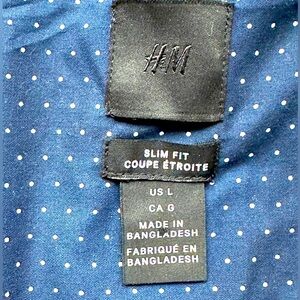 H&M
SLIM FIT
COUPE ÉTROITE
US L
CA G
MADE IN
BANGLADESH
FABRIQUÉ EN
BANGLADESH